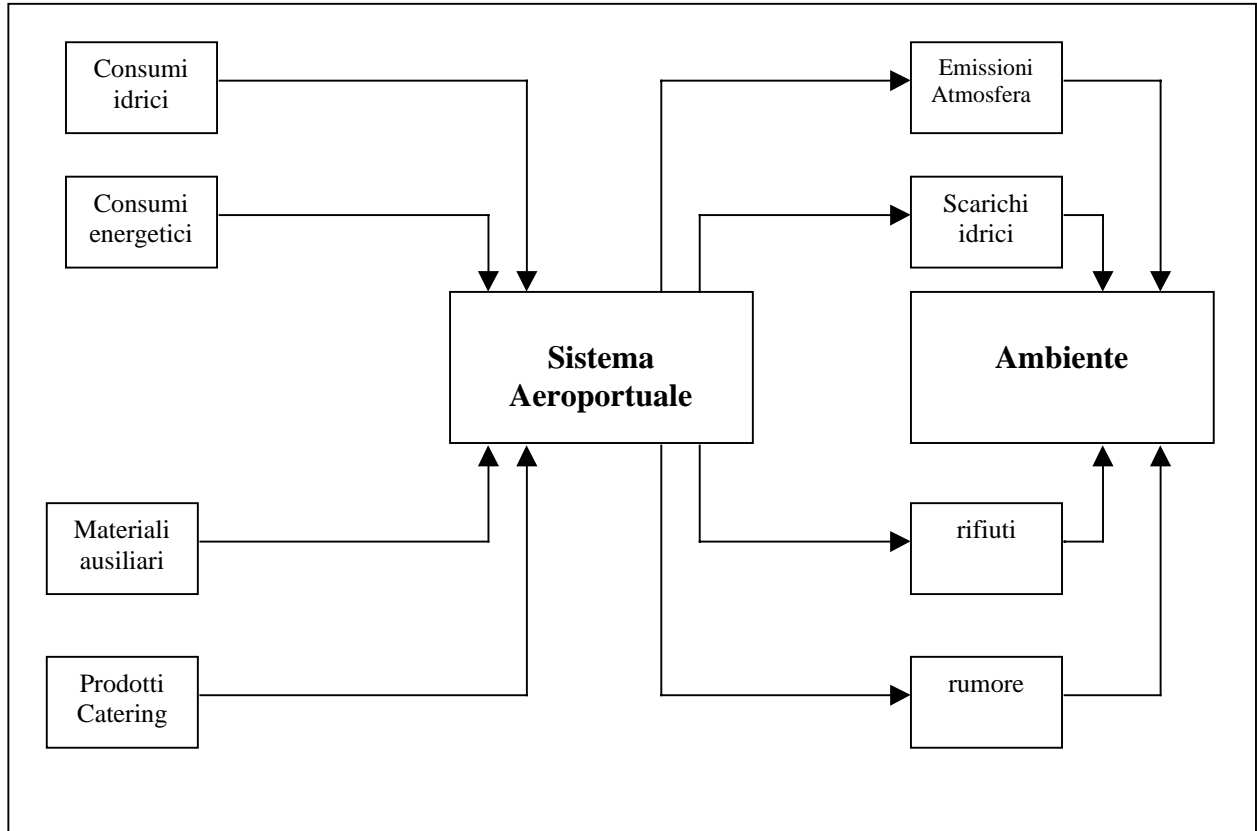 Consumi
idrici
Consumi
energetici
Materiali
ausiliari
Prodotti
Catering
Sistema
Aeroportuale
Emissioni
Atmosfera
Scarichi
idrici
Ambiente
rifiuti
rumore